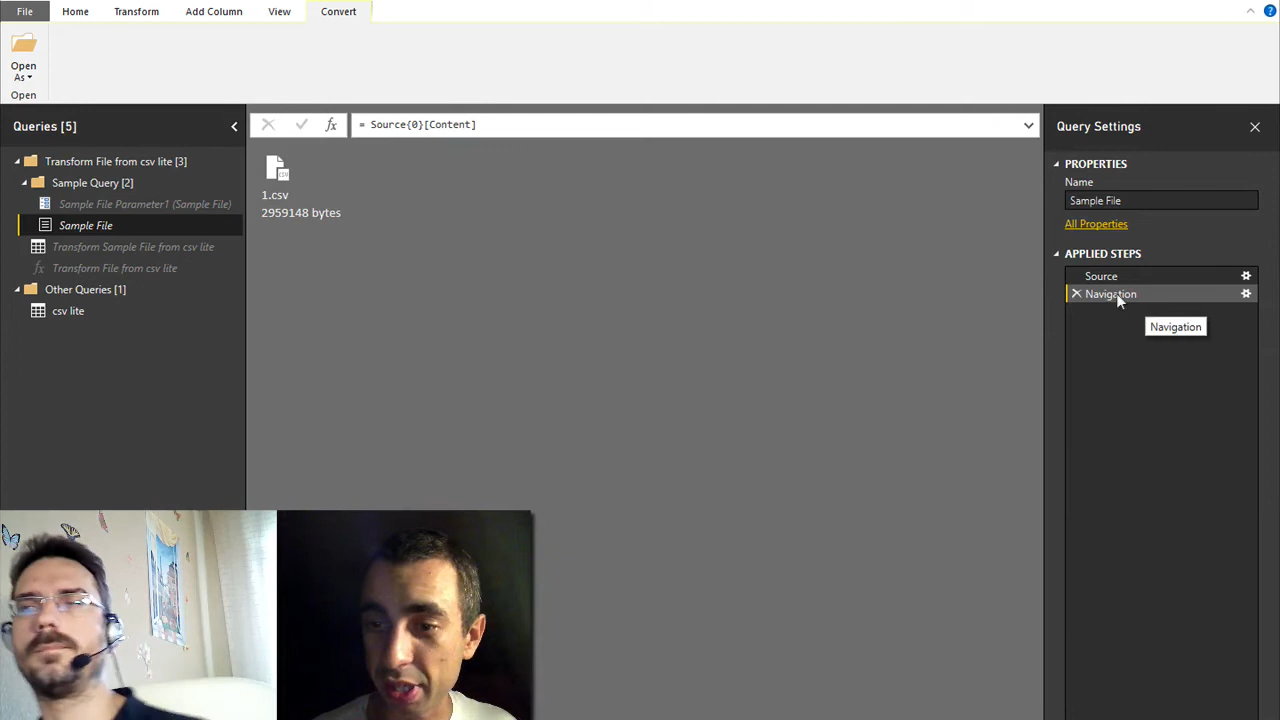 File Home Transform Add Column View Convert
Open
As
Open
Queries [5]
Transform File from csv lite [3]
Sample Query [2]
Sample File Parameter1 (Sample File)
Sample File
Transform Sample File from csv lite
fx Transform File from csv lite
Other Queries [1]
csv lite
fx = Source{0}[Content]
csv
1.csv
2959148 bytes
Query Settings
PROPERTIES
Name
Sample File
All Properties
APPLIED STEPS
Source
Navigation
Navigation